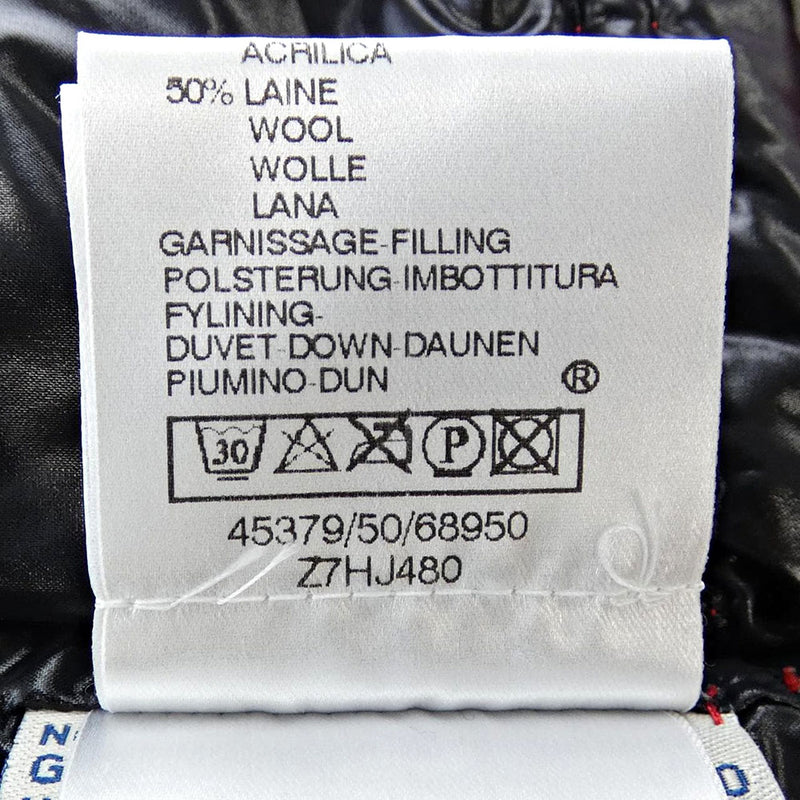 ACRILICA
50% LAINE
WOOL
WOLLE
LANA
GARNISSAGE-FILLING
POLSTERUNG-IMBOTTITURA
FYLINING-
DUVET-DOWN-DAUNEN
PIUMINO-DUN ®
30 P
45379/50/68950
Z7HJ480
N
G
D